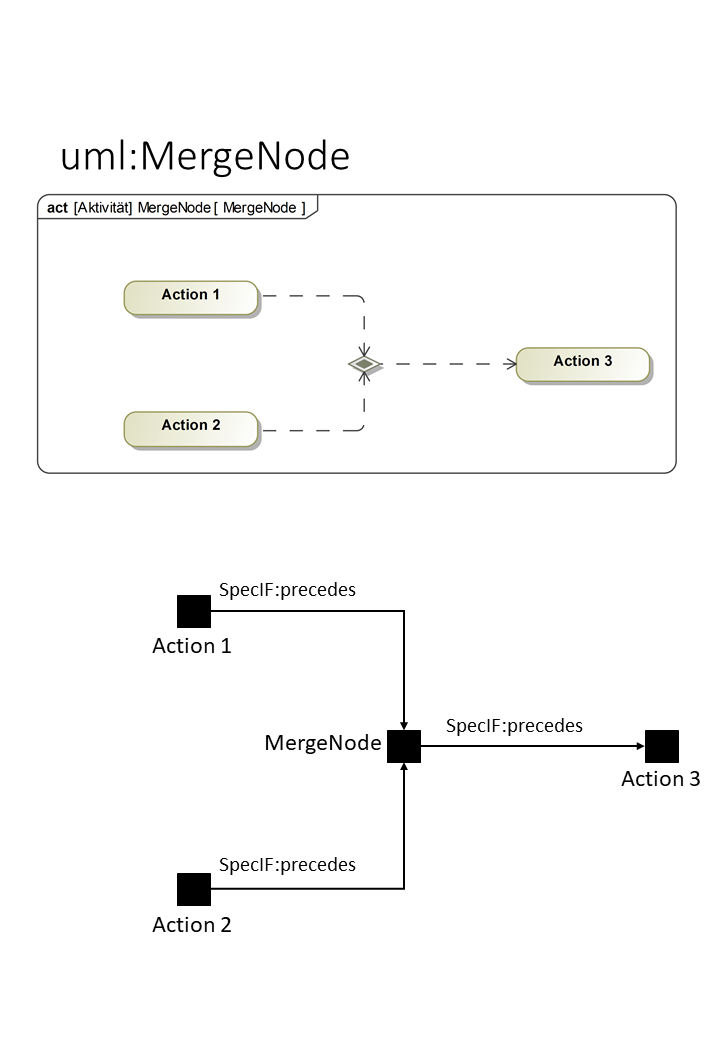 uml:MergeNode
act [Aktivität] MergeNode [ MergeNode ]
Action 1
Action 3
Action 2
SpecIF:precedes
Action 1
SpecIF:precedes
MergeNode
Action 3
SpecIF:precedes
Action 2